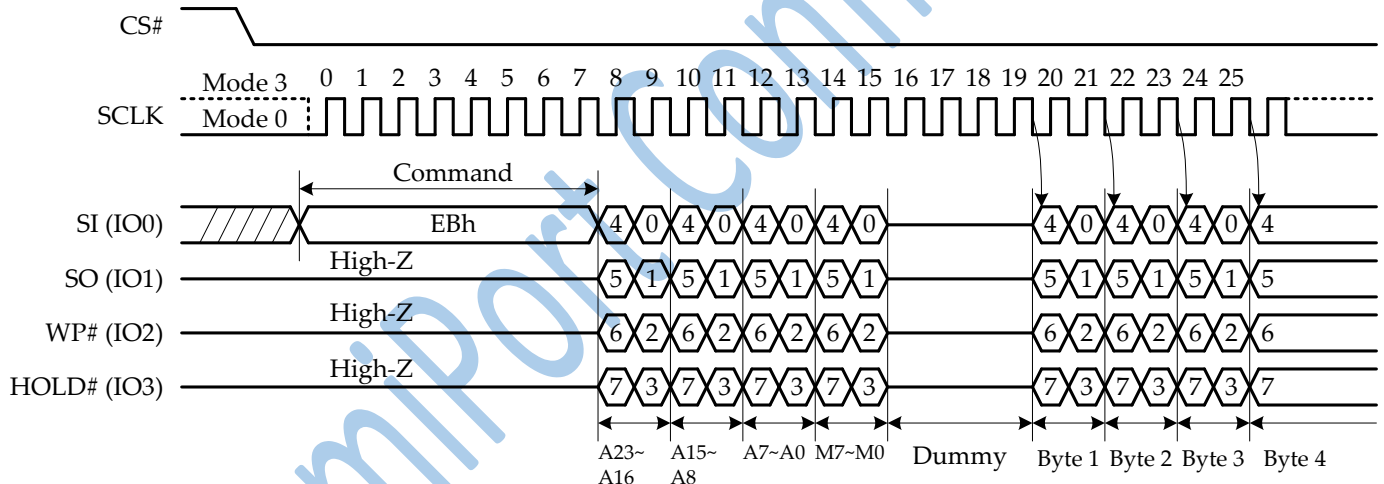 CS#
Mode 3 0 1 2 3 4 5 6 7 8 9 10 11 12 13 14 15 16 17 18 19 20 21 22 23 24 25
SCLK
Mode 0
Command
SI (IO0) EBh 4 0 4 0 4 0 4 0 4 0 4 0 4 0 4
High-Z
SO (IO1) 5 1 5 1 5 1 5 1 5 1 5 1 5 1 5
High-Z
WP# (IO2) 6 2 6 2 6 2 6 2 6 2 6 2 6 2 6
High-Z
HOLD# (IO3) 7 3 7 3 7 3 7 3 7 3 7 3 7 3 7
A23~ A15~ A7~A0 M7~M0 Dummy Byte 1 Byte 2 Byte 3 Byte 4
A16 A8